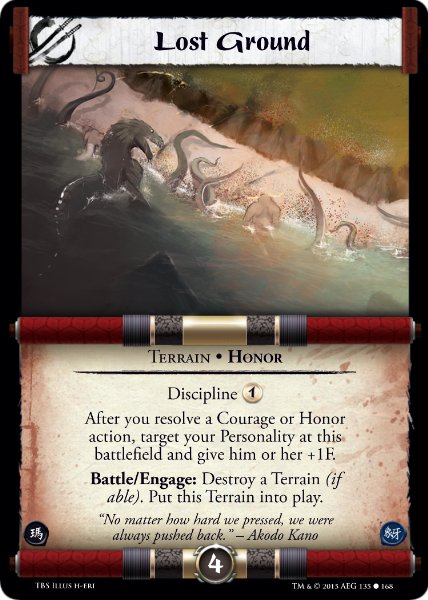 Lost Ground
Terrain • Honor
Discipline 1
After you resolve a Courage or Honor
action, target your Personality at this
battlefield and give him or her +1F.
Battle/Engage: Destroy a Terrain (if
able). Put this Terrain into play.
“No matter how hard we pressed, we were
always pushed back.” – Akodo Kano
瑪
4
TBS Illus H-ERI
TM & © 2015 AEG 135 ● 168